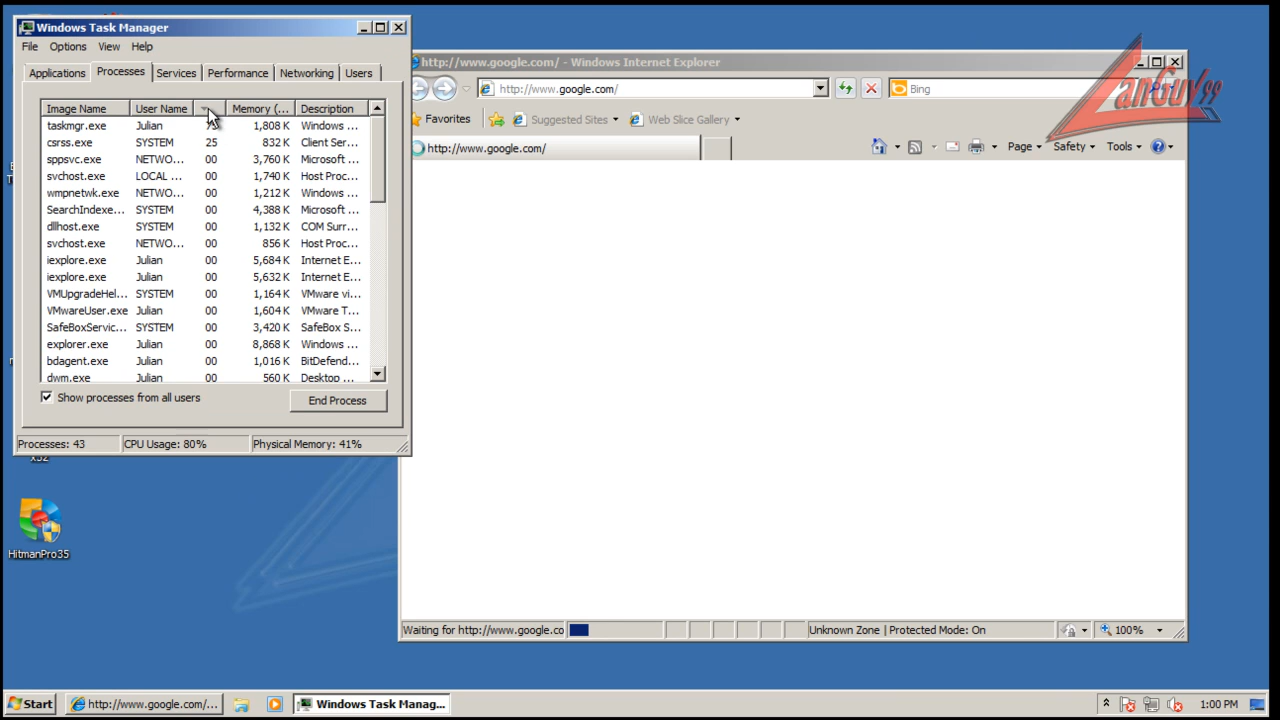 Windows Task Manager
File Options View Help
Applications Processes Services Performance Networking Users
Image Name User Name Memory (... Description
taskmgr.exe Julian 1,808 K Windows ...
csrss.exe SYSTEM 25 832 K Client Ser...
sppsvc.exe NETWO... 00 3,760 K Microsoft ...
svchost.exe LOCAL ... 00 1,740 K Host Proc...
wmpnetwk.exe NETWO... 00 1,212 K Windows ...
SearchIndexe... SYSTEM 00 4,388 K Microsoft ...
dllhost.exe SYSTEM 00 1,132 K COM Surr...
svchost.exe NETWO... 00 856 K Host Proc...
iexplore.exe Julian 00 5,684 K Internet E...
iexplore.exe Julian 00 5,632 K Internet E...
VMUpgradeHel... SYSTEM 00 1,164 K VMware vi...
VMwareUser.exe Julian 00 1,604 K VMware T...
SafeBoxServic... SYSTEM 00 3,420 K SafeBox S...
explorer.exe Julian 00 8,868 K Windows ...
bdagent.exe Julian 00 1,016 K BitDefend...
dwm.exe Julian 00 560 K Desktop ...
Show processes from all users
End Process
Processes: 43 CPU Usage: 80% Physical Memory: 41%
http://www.google.com/ - Windows Internet Explorer
http://www.google.com/
Bing
Favorites Suggested Sites Web Slice Gallery
http://www.google.com/
Page Safety Tools
Waiting for http://www.google.co Unknown Zone | Protected Mode: On 100%
LanGuy99
HitmanPro35
Start http://www.google.com/... Windows Task Manag... 1:00 PM